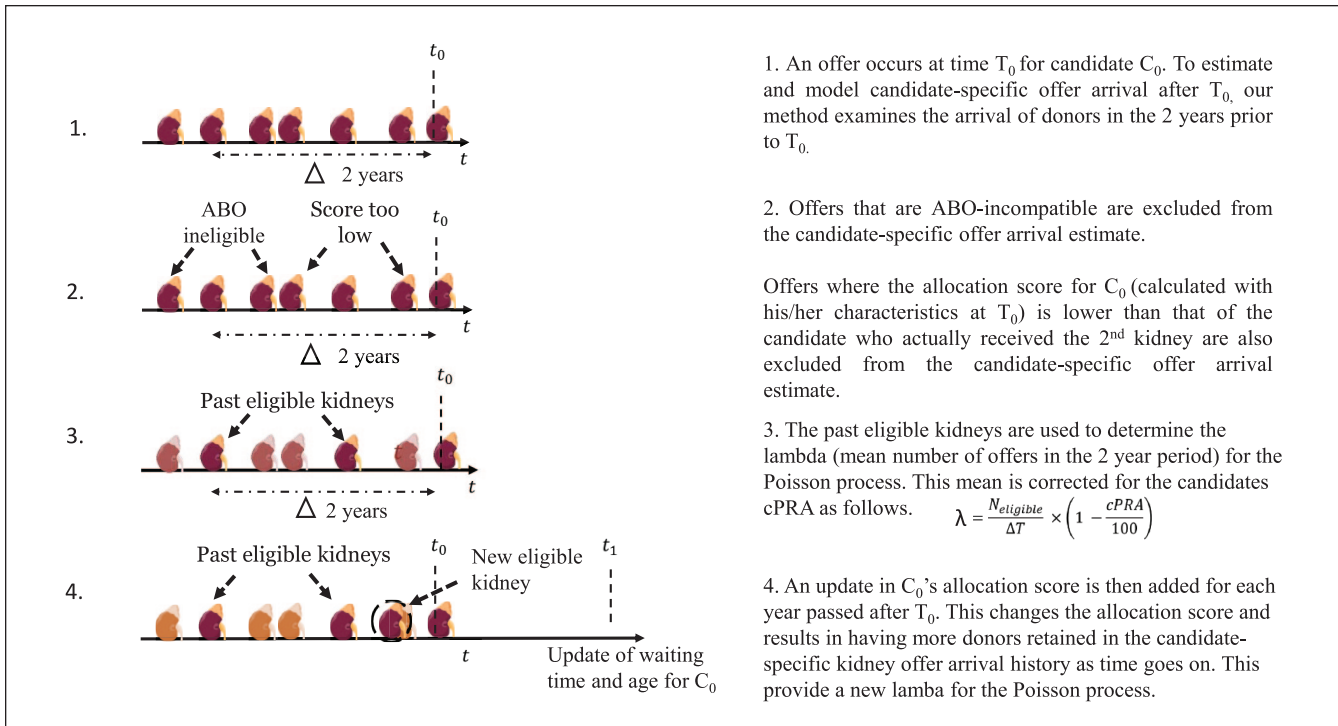 1.
t₀
t
Δ 2 years
1. An offer occurs at time T₀ for candidate C₀. To estimate
and model candidate-specific offer arrival after T₀, our
method examines the arrival of donors in the 2 years prior
to T₀.
2.
ABO
ineligible
Score too
low
t₀
t
Δ 2 years
2. Offers that are ABO-incompatible are excluded from
the candidate-specific offer arrival estimate.
Offers where the allocation score for C₀ (calculated with
his/her characteristics at T₀) is lower than that of the
candidate who actually received the 2nd kidney are also
excluded from the candidate-specific offer arrival
estimate.
3.
Past eligible kidneys
t₀
t
Δ 2 years
3. The past eligible kidneys are used to determine the
lambda (mean number of offers in the 2 year period) for the
Poisson process. This mean is corrected for the candidates
cPRA as follows. λ = N_eligible / ΔT × (1 − cPRA / 100)
4.
Past eligible kidneys
t₀
New eligible
kidney
t₁
t
Update of waiting
time and age for C₀
4. An update in C₀'s allocation score is then added for each
year passed after T₀. This changes the allocation score and
results in having more donors retained in the candidate-
specific kidney offer arrival history as time goes on. This
provide a new lamba for the Poisson process.